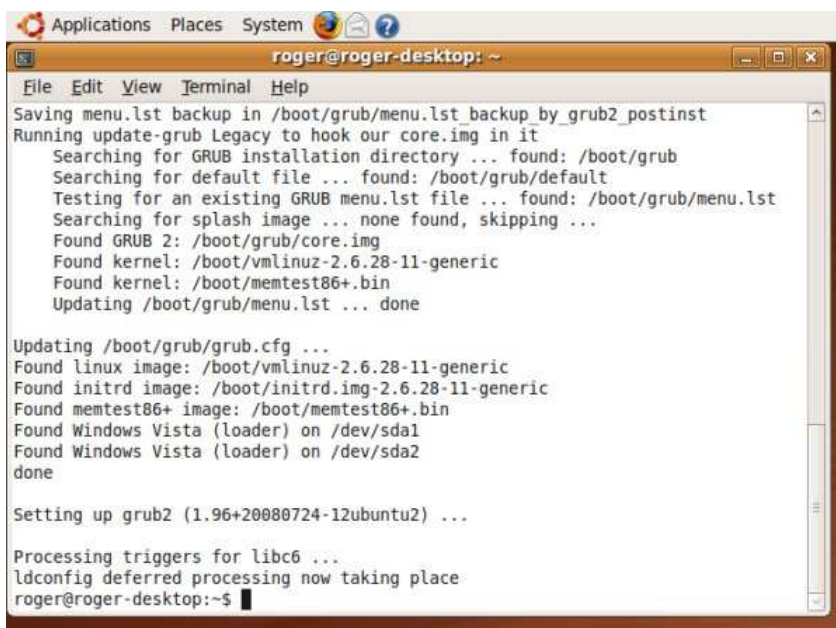 Applications Places System
roger@roger-desktop: ~
File Edit View Terminal Help
Saving menu.lst backup in /boot/grub/menu.lst_backup_by_grub2_postinst
Running update-grub Legacy to hook our core.img in it
    Searching for GRUB installation directory ... found: /boot/grub
    Searching for default file ... found: /boot/grub/default
    Testing for an existing GRUB menu.lst file ... found: /boot/grub/menu.lst
    Searching for splash image ... none found, skipping ...
    Found GRUB 2: /boot/grub/core.img
    Found kernel: /boot/vmlinuz-2.6.28-11-generic
    Found kernel: /boot/memtest86+.bin
    Updating /boot/grub/menu.lst ... done

Updating /boot/grub/grub.cfg ...
Found linux image: /boot/vmlinuz-2.6.28-11-generic
Found initrd image: /boot/initrd.img-2.6.28-11-generic
Found memtest86+ image: /boot/memtest86+.bin
Found Windows Vista (loader) on /dev/sda1
Found Windows Vista (loader) on /dev/sda2
done

Setting up grub2 (1.96+20080724-12ubuntu2) ...

Processing triggers for libc6 ...
ldconfig deferred processing now taking place
roger@roger-desktop:~$